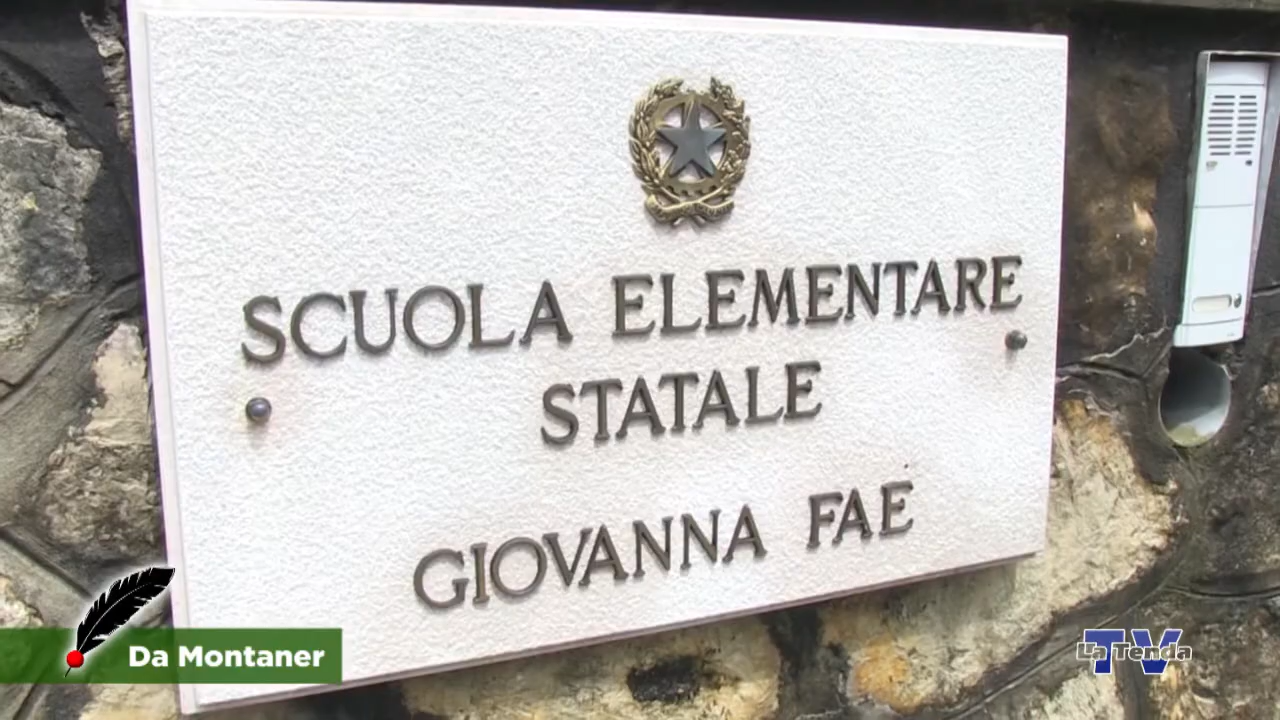 SCUOLA ELEMENTARE
STATALE
GIOVANNA FAE
Da Montaner
TV
La Tenda